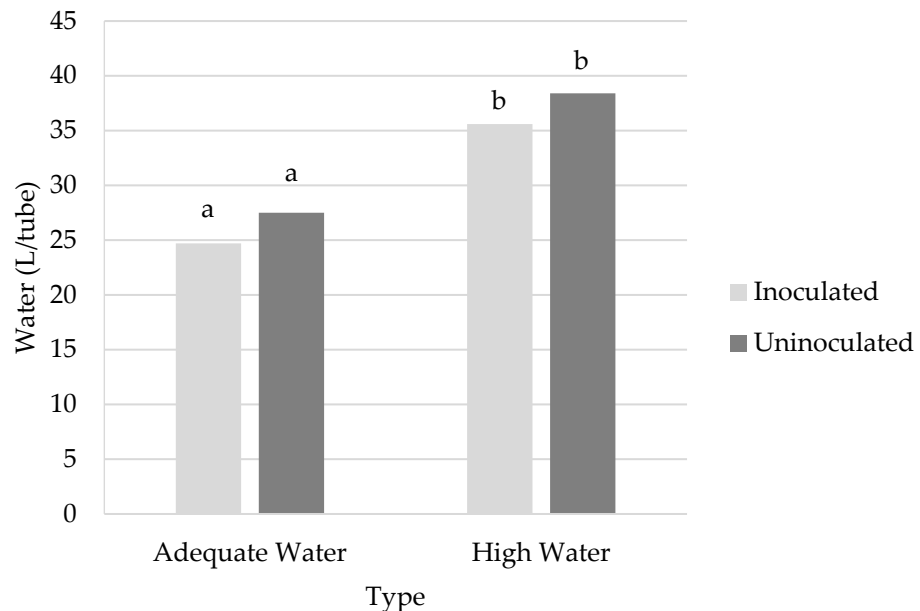 45
40
35
30
25
20
15
10
5
0
Water (L/tube)
a
a
b
b
Adequate Water
High Water
Type
Inoculated
Uninoculated